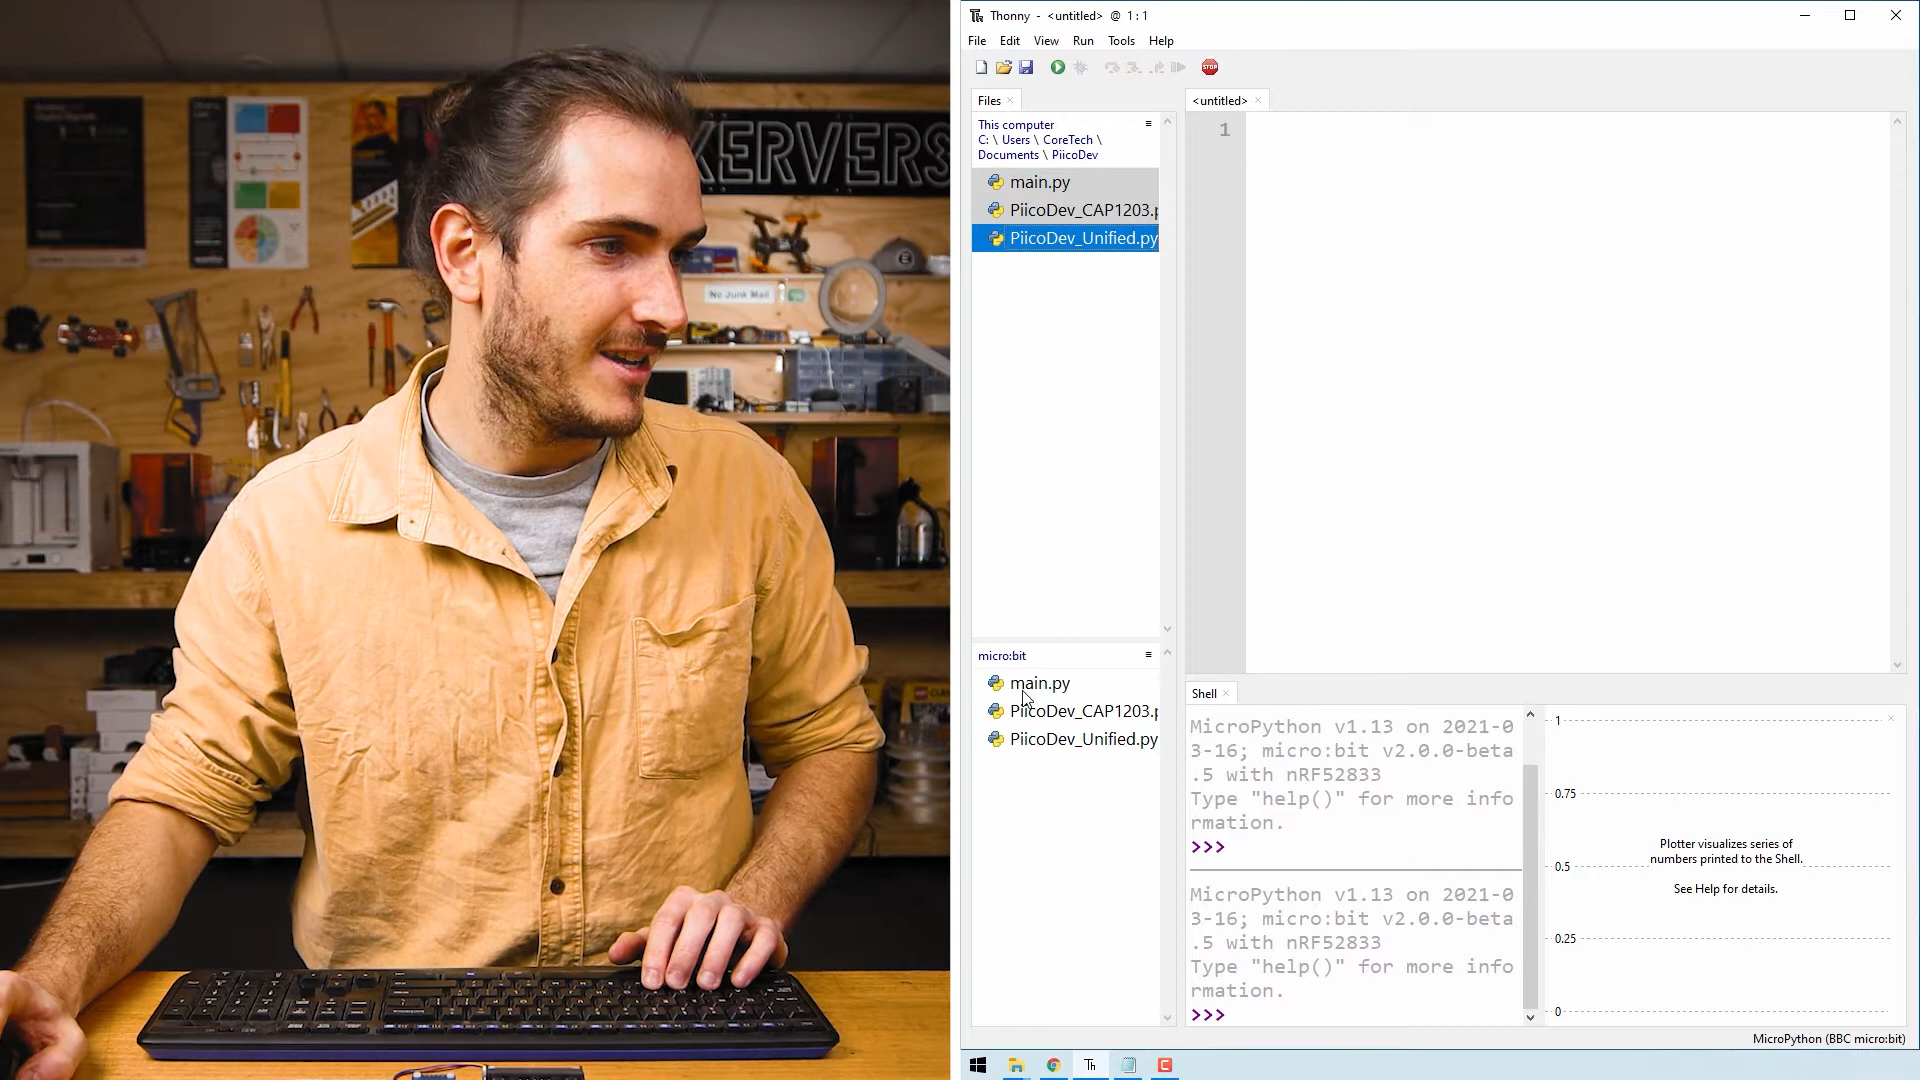 KERVERS
No Junk Mail
Thonny - <untitled> @ 1 : 1
File Edit View Run Tools Help
STOP
Files
This computer
C: \ Users \ CoreTech \
Documents \ PiicoDev
main.py
PiicoDev_CAP1203.p
PiicoDev_Unified.py
micro:bit
main.py
PiicoDev_CAP1203.p
PiicoDev_Unified.py
<untitled>
1
Shell
MicroPython v1.13 on 2021-0
3-16; micro:bit v2.0.0-beta
.5 with nRF52833
Type "help()" for more info
rmation.
>>>
MicroPython v1.13 on 2021-0
3-16; micro:bit v2.0.0-beta
.5 with nRF52833
Type "help()" for more info
rmation.
>>>
1
0.75
0.5
0.25
0
Plotter visualizes series of
numbers printed to the Shell.
See Help for details.
MicroPython (BBC micro:bit)
Th